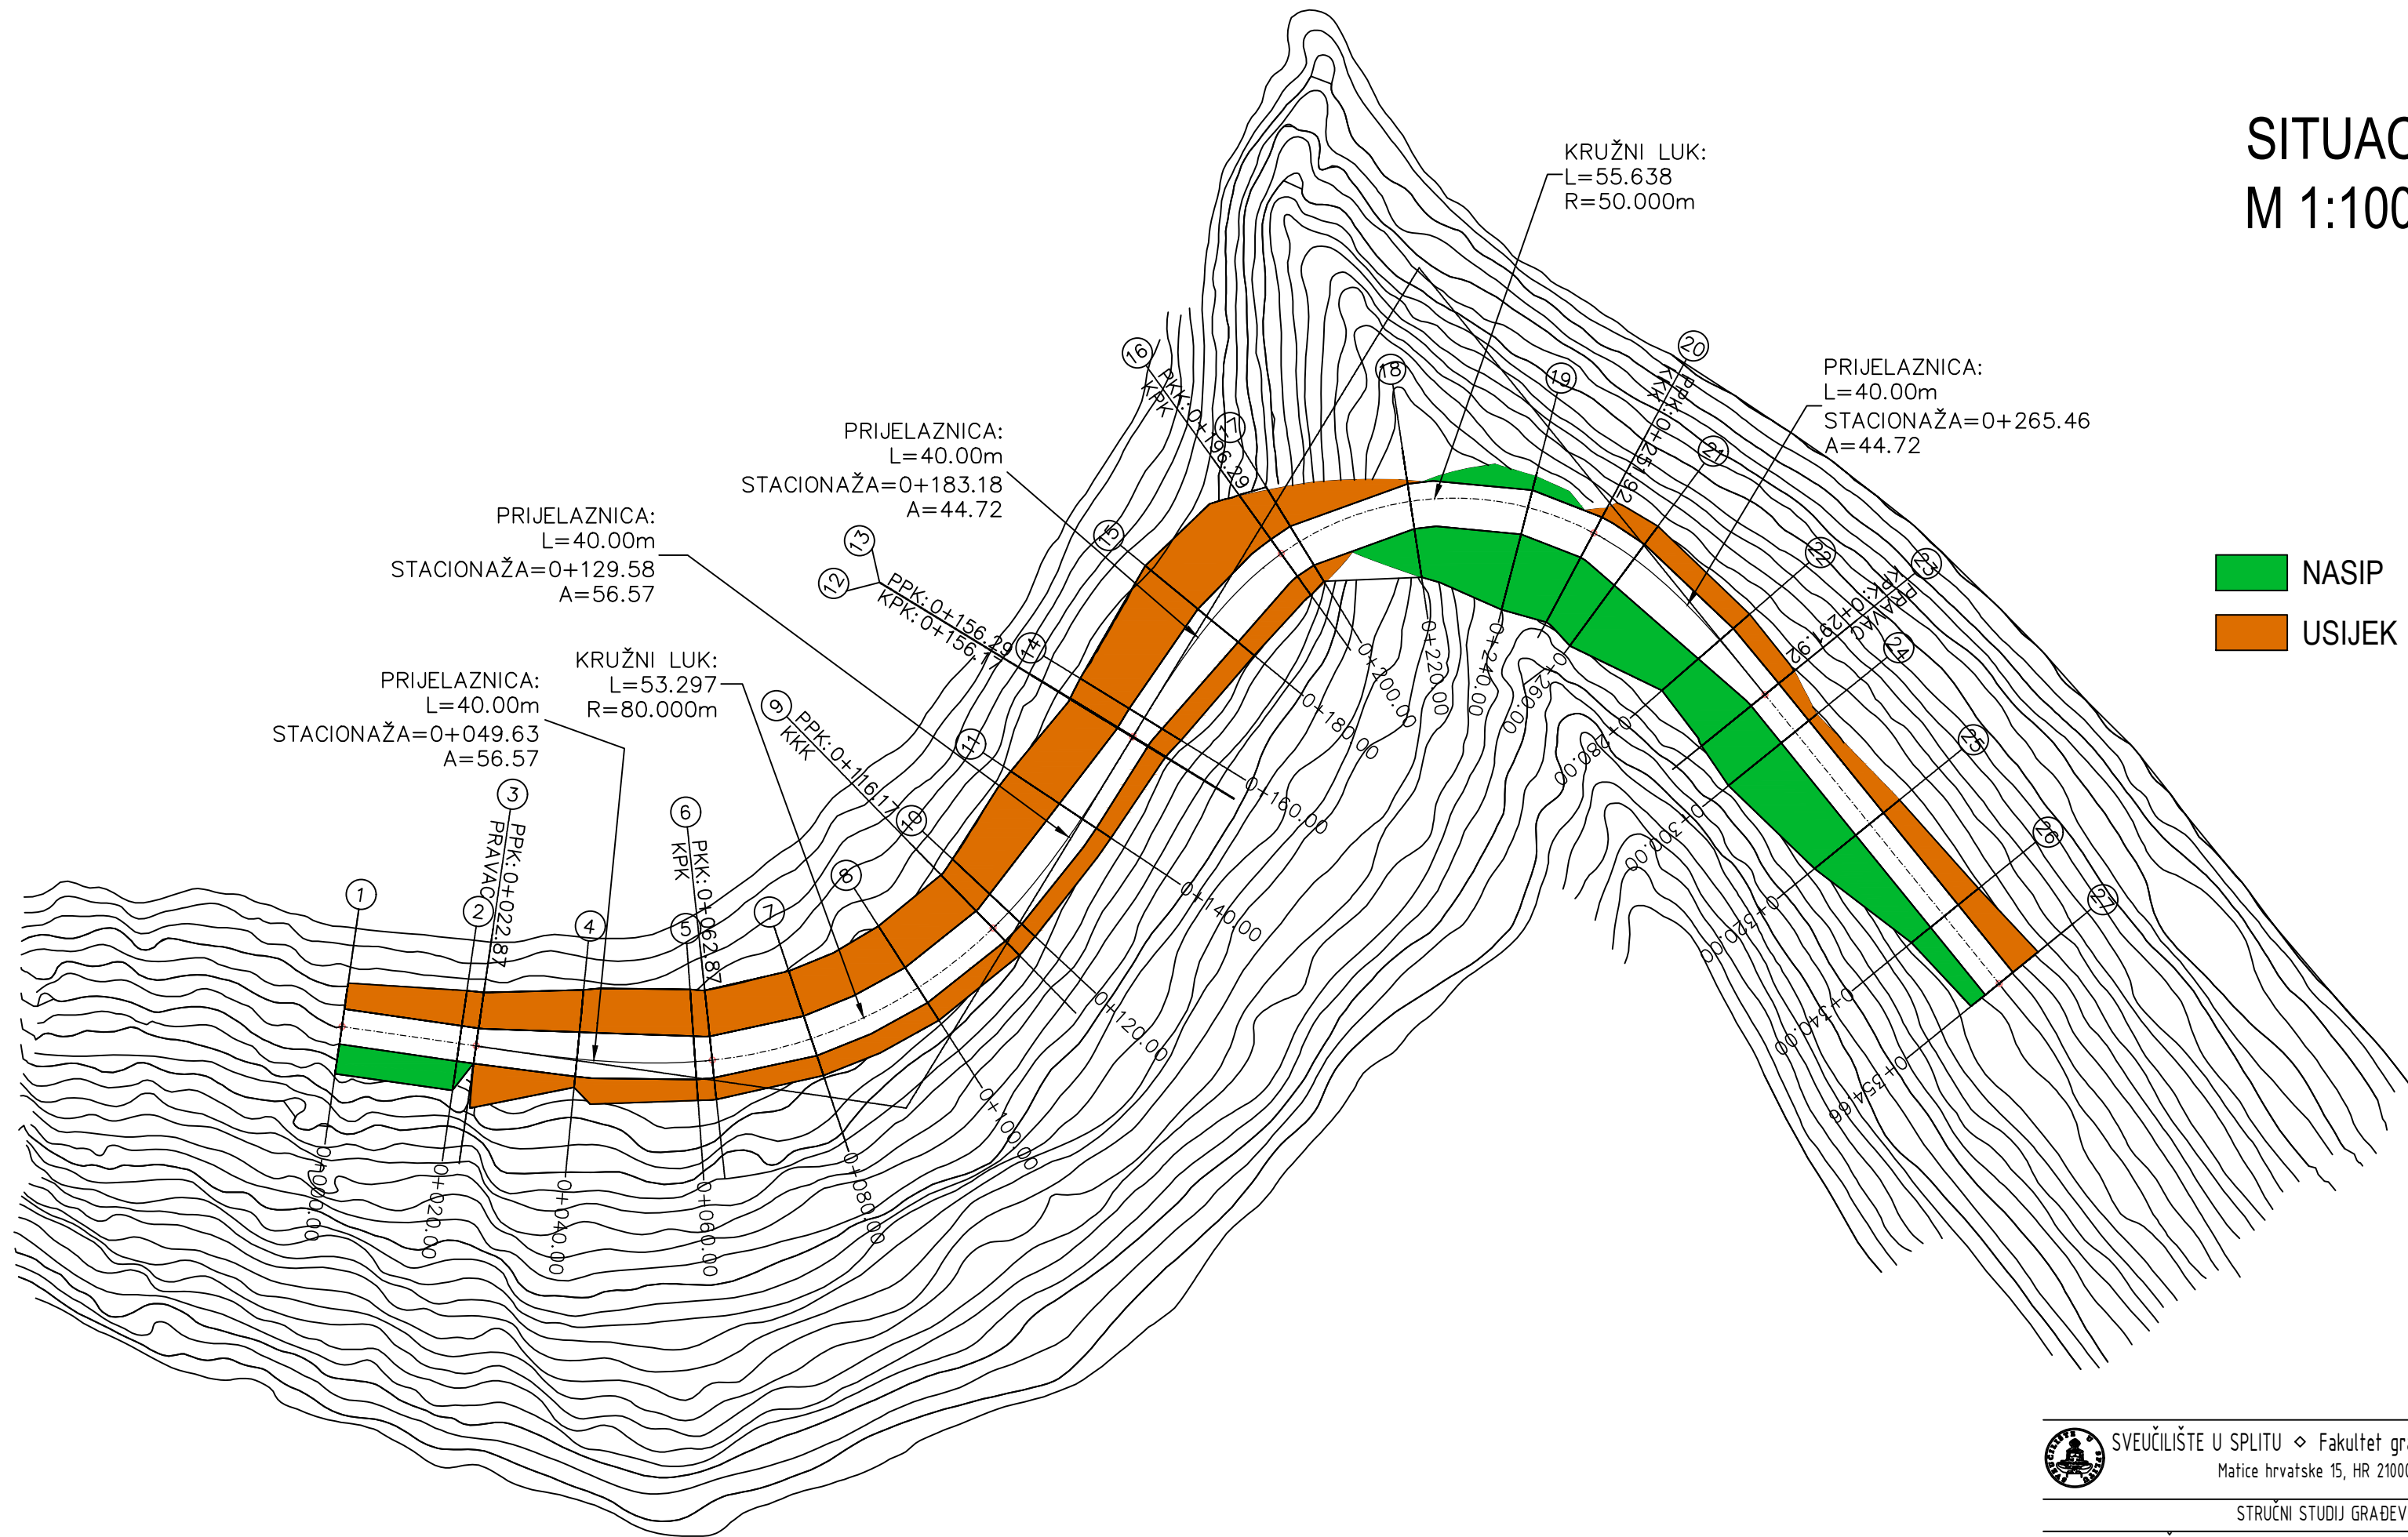 SITUAC
M 1:100
KRUŽNI LUK:
L=55.638
R=50.000m
PRIJELAZNICA:
L=40.00m
STACIONAŽA=0+265.46
A=44.72
PRIJELAZNICA:
L=40.00m
STACIONAŽA=0+183.18
A=44.72
PRIJELAZNICA:
L=40.00m
STACIONAŽA=0+129.58
A=56.57
KRUŽNI LUK:
L=53.297
R=80.000m
PRIJELAZNICA:
L=40.00m
STACIONAŽA=0+049.63
A=56.57
NASIP
USIJEK
1
2
3
4
5
6
7
8
9
10
11
12
13
14
15
16
17
18
19
20
21
22
23
24
25
26
27
PPK:0+022.87
PRAVAC
PKK:0+062.87
KPK
PPK:0+116.17
KKK
PPK:0+156.29
KPK:0+156.17
PKK:0+196.29
KPK
PPK:0+251.92
KKK
PRAVAC
KPK:0+291.92
0+000.00
0+020.00
0+040.00
0+060.00
0+080.00
0+100.00
0+120.00
0+140.00
0+160.00
0+180.00
0+200.00
0+220.00
0+240.00
0+260.00
0+280.00
0+300.00
0+320.00
0+340.00
0+354.66
SVEUČILIŠTE U SPLITU ◇ Fakultet gra
Matice hrvatske 15, HR 21000
STRUČNI STUDIJ GRAĐEV